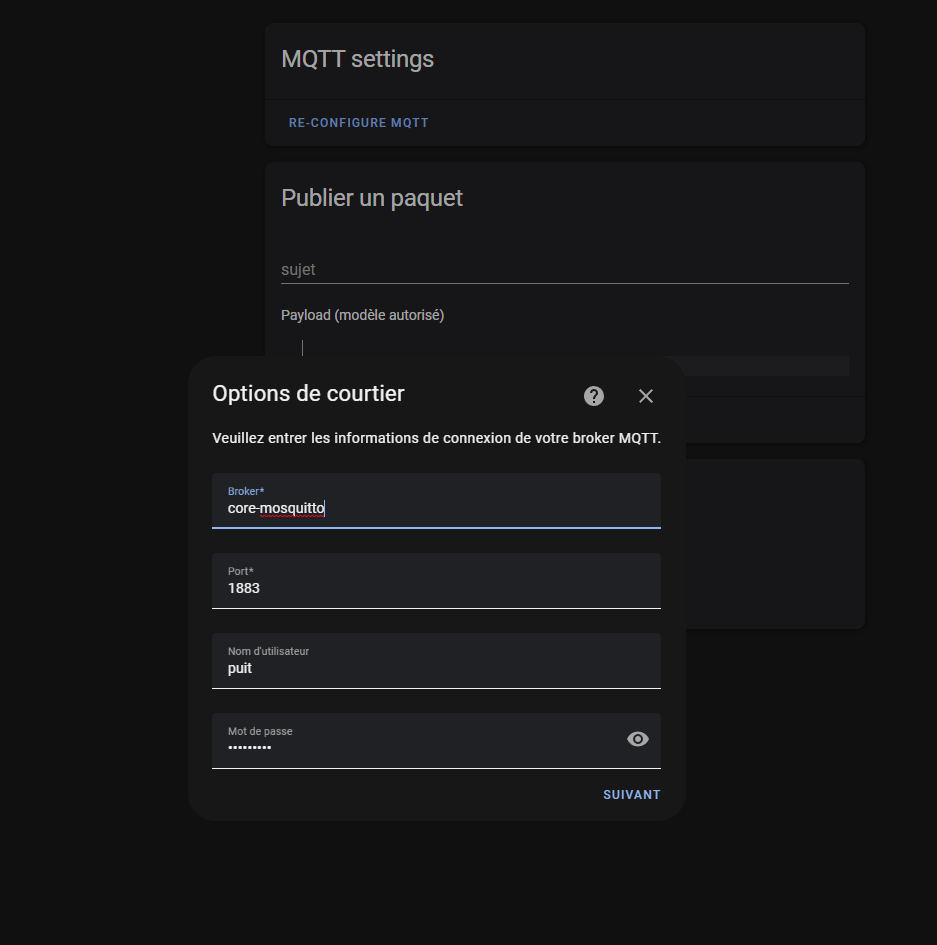 MQTT settings
RE-CONFIGURE MQTT
Publier un paquet
sujet
Payload (modèle autorisé)
Options de courtier
Veuillez entrer les informations de connexion de votre broker MQTT.
Broker*
core-mosquitto
Port*
1883
Nom d'utilisateur
puit
Mot de passe
•••••••••
SUIVANT